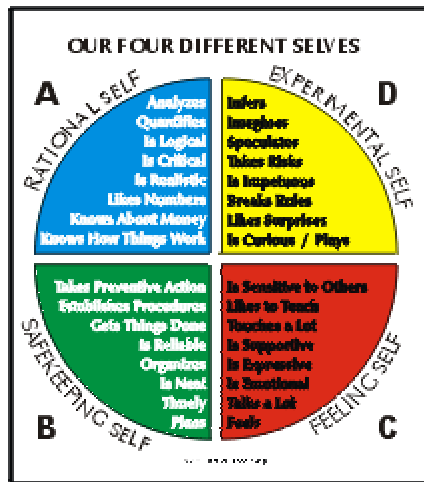 OUR FOUR DIFFERENT SELVES
A
RATIONAL SELF
Analyzes
Quantifies
Is Logical
Is Critical
Is Realistic
Likes Numbers
Knows About Money
Knows How Things Work
D
EXPERIMENTAL SELF
Infers
Imagines
Speculates
Takes Risks
Is Impetuous
Breaks Rules
Likes Surprises
Is Curious / Plays
B
SAFEKEEPING SELF
Takes Preventive Action
Establishes Procedures
Gets Things Done
Is Reliable
Organizes
Is Neat
Timely
Plans
C
FEELING SELF
Is Sensitive to Others
Likes to Teach
Touches a Lot
Is Supportive
Is Expressive
Is Emotional
Talks a Lot
Feels